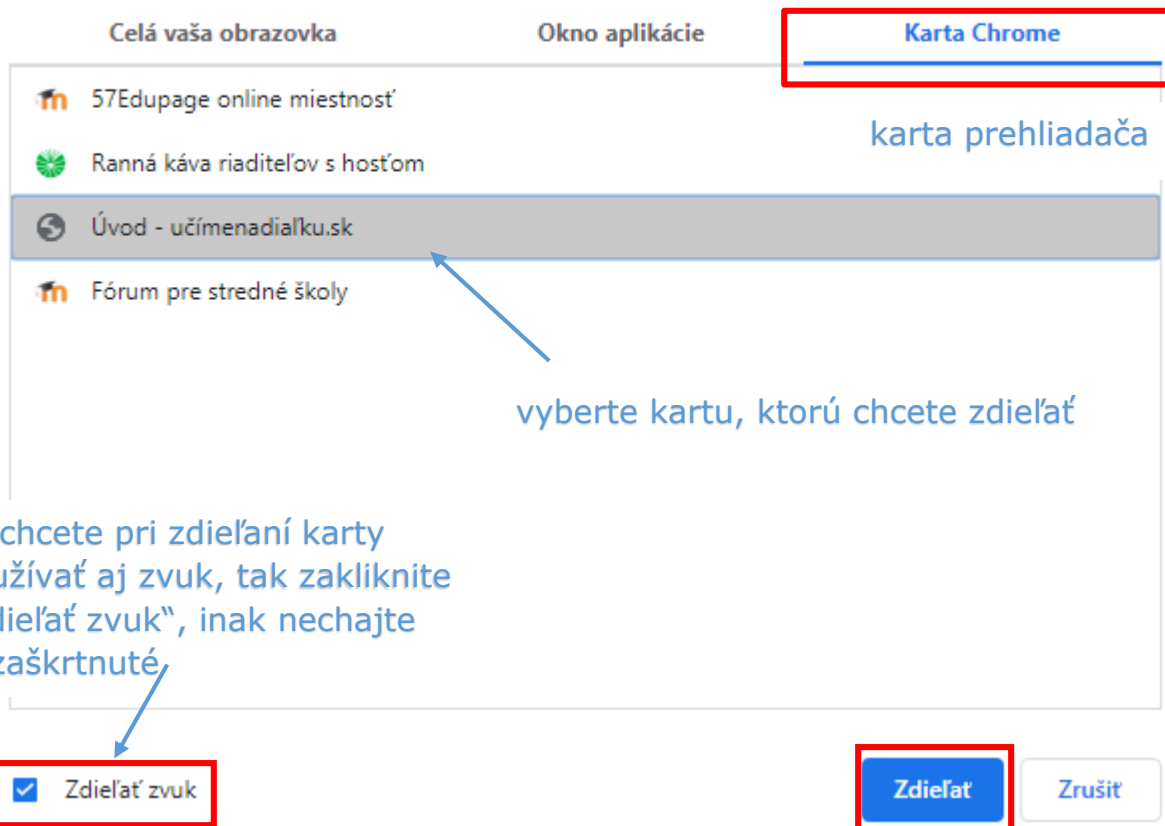 Celá vaša obrazovka
Okno aplikácie
Karta Chrome
57Edupage online miestnosť
karta prehliadača
Ranná káva riaditeľov s hosťom
Úvod - učímenadiaľku.sk
Fórum pre stredné školy
vyberte kartu, ktorú chcete zdieľať
chcete pri zdieľaní karty
užívať aj zvuk, tak zakliknite
dieľať zvuk“, inak nechajte
zaškrtnuté
Zdieľať zvuk
Zdieľať
Zrušiť